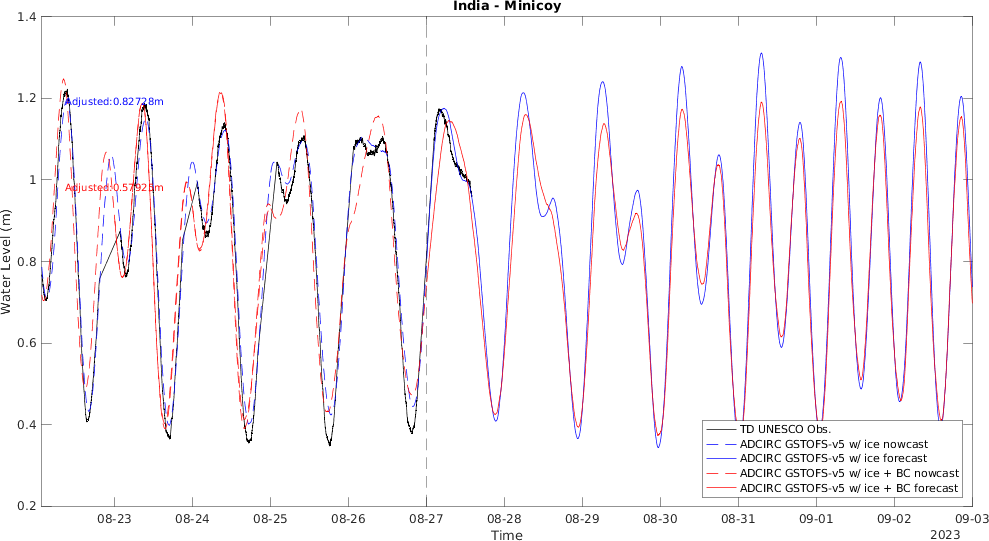 India - Minicoy
1.4
1.2
1
0.8
0.6
0.4
0.2
Water Level (m)
Adjusted:0.82728m
Adjusted:0.57925m
TD UNESCO Obs.
ADCIRC GSTOFS-v5 w/ ice nowcast
ADCIRC GSTOFS-v5 w/ ice forecast
ADCIRC GSTOFS-v5 w/ ice + BC nowcast
ADCIRC GSTOFS-v5 w/ ice + BC forecast
08-23 08-24 08-25 08-26 08-27 08-28 08-29 08-30 08-31 09-01 09-02 09-03
Time
2023